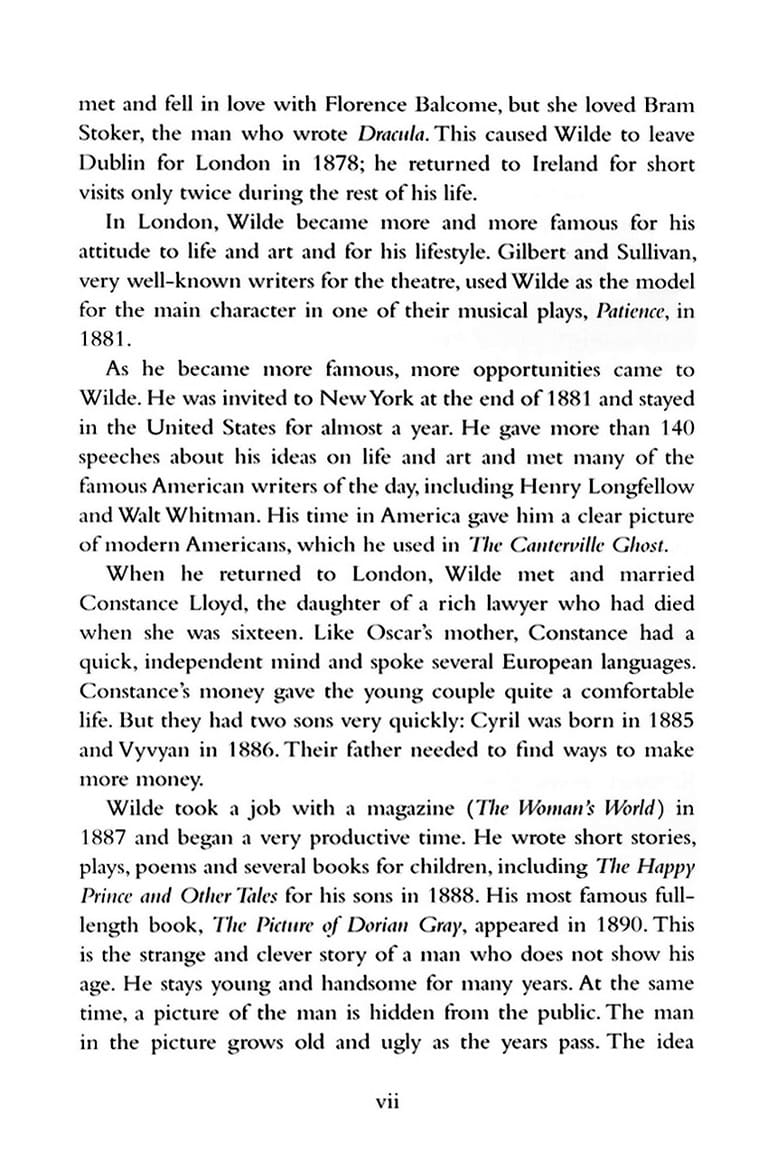 met and fell in love with Florence Balcome, but she loved Bram
Stoker, the man who wrote Dracula. This caused Wilde to leave
Dublin for London in 1878; he returned to Ireland for short
visits only twice during the rest of his life.
In London, Wilde became more and more famous for his
attitude to life and art and for his lifestyle. Gilbert and Sullivan,
very well-known writers for the theatre, used Wilde as the model
for the main character in one of their musical plays, Patience, in
1881.
As he became more famous, more opportunities came to
Wilde. He was invited to New York at the end of 1881 and stayed
in the United States for almost a year. He gave more than 140
speeches about his ideas on life and art and met many of the
famous American writers of the day, including Henry Longfellow
and Walt Whitman. His time in America gave him a clear picture
of modern Americans, which he used in The Canterville Ghost.
When he returned to London, Wilde met and married
Constance Lloyd, the daughter of a rich lawyer who had died
when she was sixteen. Like Oscar's mother, Constance had a
quick, independent mind and spoke several European languages.
Constance's money gave the young couple quite a comfortable
life. But they had two sons very quickly: Cyril was born in 1885
and Vyvyan in 1886. Their father needed to find ways to make
more money.
Wilde took a job with a magazine (The Woman's World) in
1887 and began a very productive time. He wrote short stories,
plays, poems and several books for children, including The Happy
Prince and Other Tales for his sons in 1888. His most famous full-
length book, The Picture of Dorian Gray, appeared in 1890. This
is the strange and clever story of a man who does not show his
age. He stays young and handsome for many years. At the same
time, a picture of the man is hidden from the public. The man
in the picture grows old and ugly as the years pass. The idea
vii